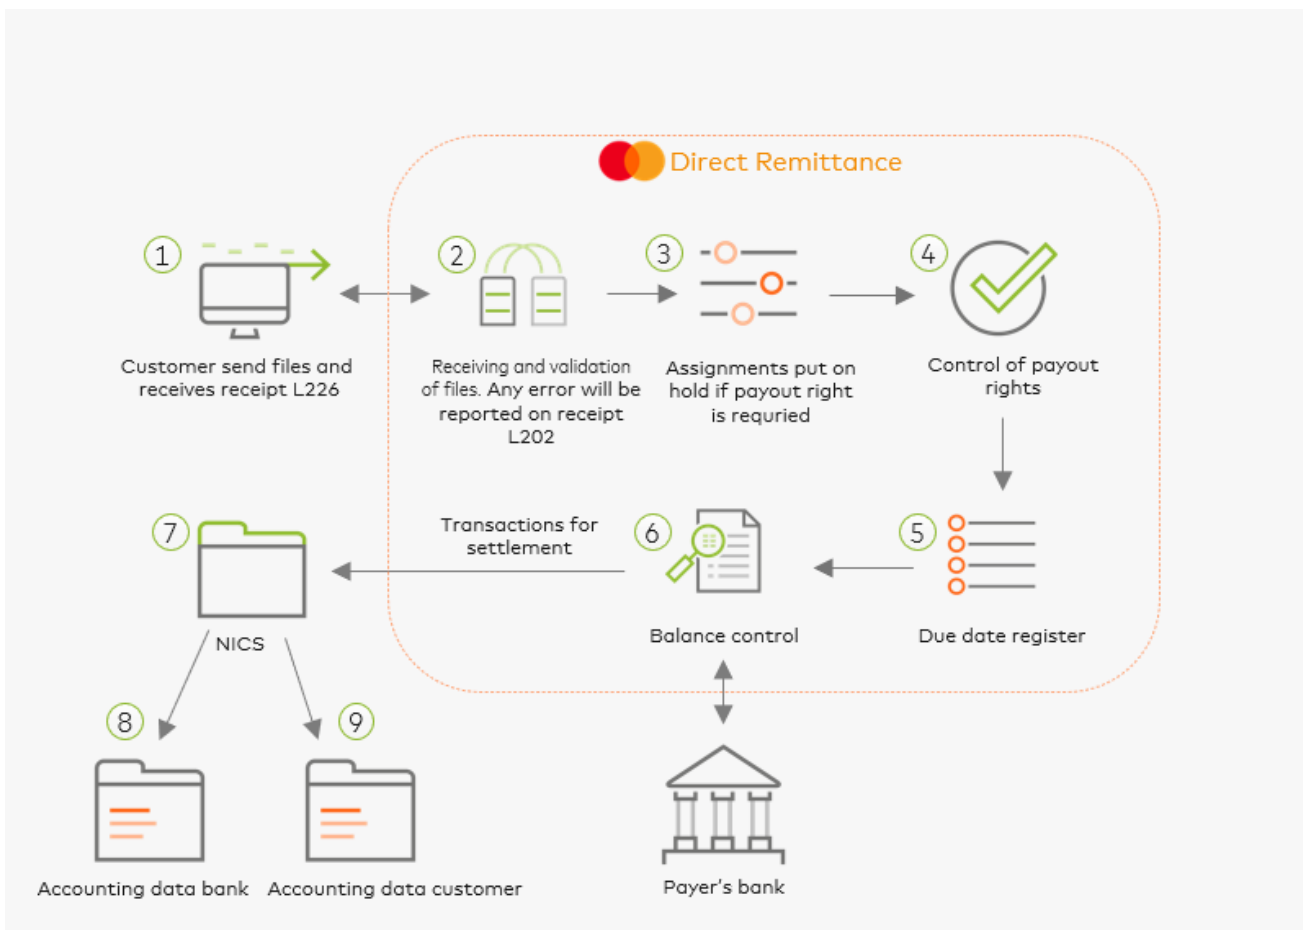 Direct Remittance
1
2
3
4
Customer send files and
receives receipt L226
Receiving and validation
of files. Any error will be
reported on receipt
L202
Assignments put on
hold if payout right
is requried
Control of payout
rights
7
Transactions for
settlement
6
5
NICS
Balance control
Due date register
8
9
Accounting data bank
Accounting data customer
Payer's bank